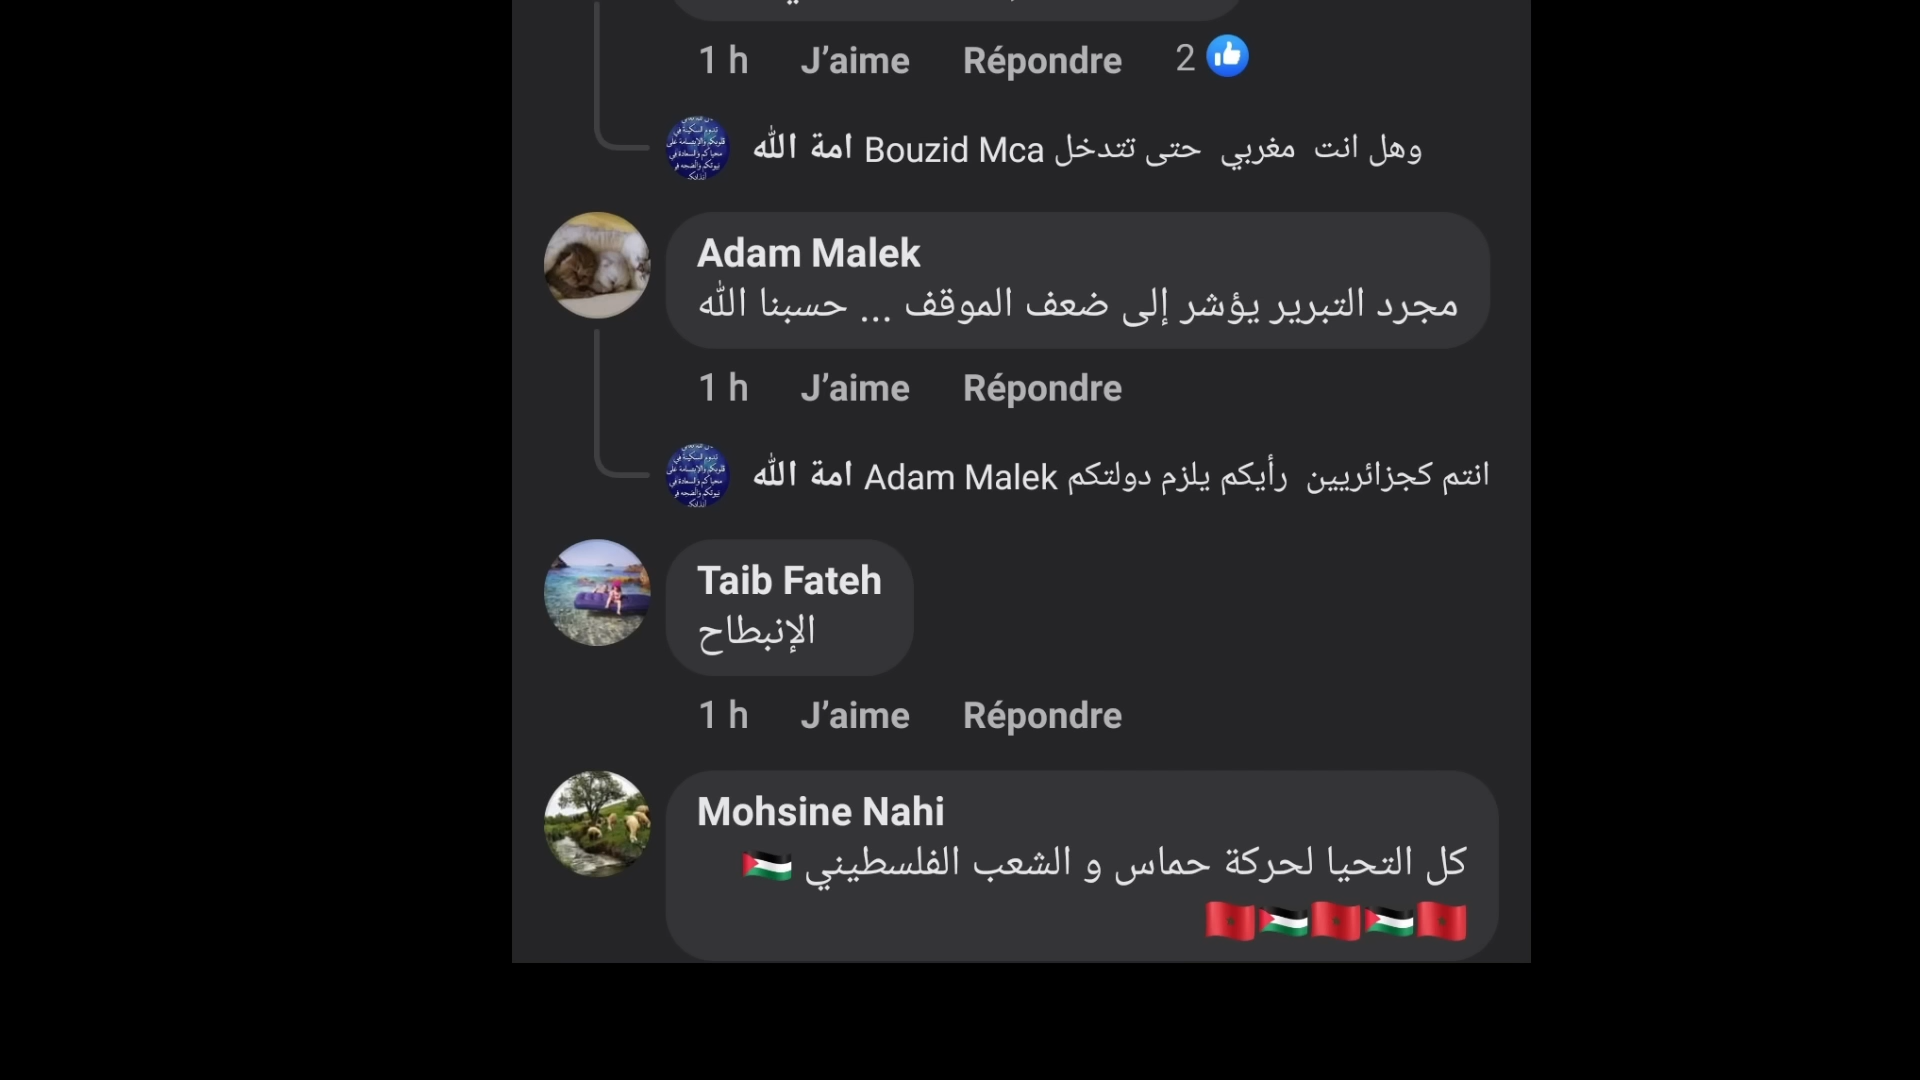 1 h J’aime Répondre 2
امة الله Bouzid Mca وهل انت مغربي حتى تتدخل
Adam Malek
مجرد التبرير يؤشر إلى ضعف الموقف ... حسبنا الله
1 h J’aime Répondre
امة الله Adam Malek انتم كجزائريين رأيكم يلزم دولتكم
Taib Fateh
الإنبطاح
1 h J’aime Répondre
Mohsine Nahi
كل التحيا لحركة حماس و الشعب الفلسطيني 🇵🇸
🇲🇦🇵🇸🇲🇦🇵🇸🇲🇦